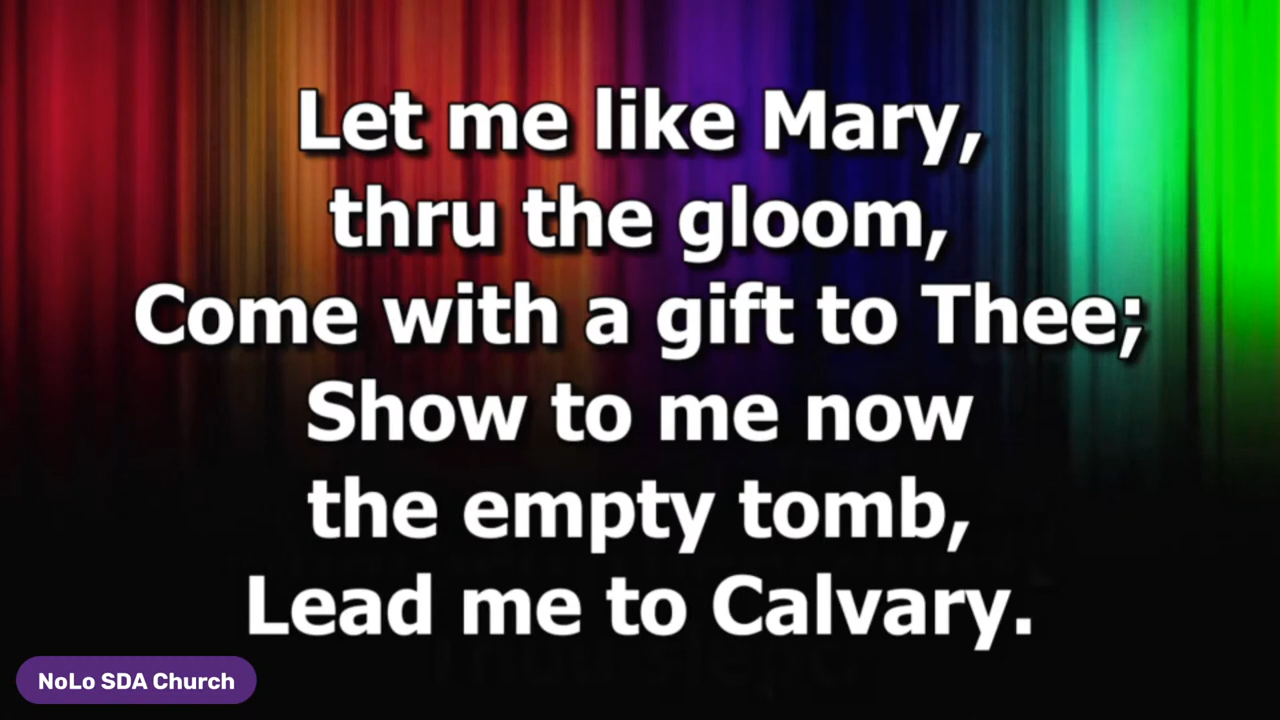 Let me like Mary,
thru the gloom,
Come with a gift to Thee;
Show to me now
the empty tomb,
Lead me to Calvary.
NoLo SDA Church